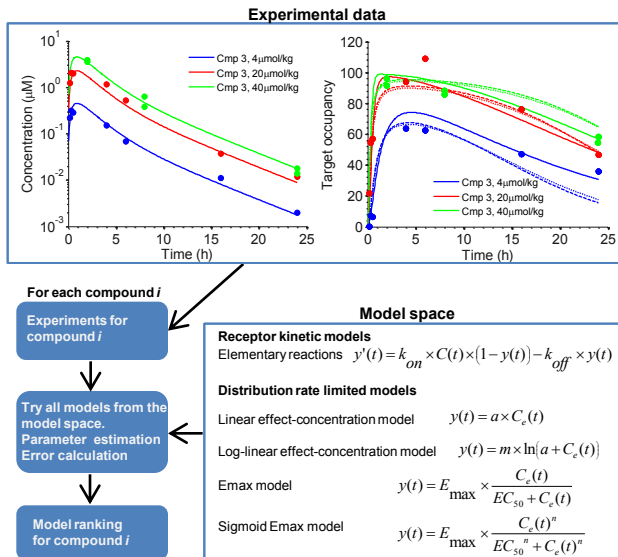 Experimental data
Concentration (µM)
10^1
10^0
10^-1
10^-2
10^-3
0 5 10 15 20 25
Time (h)
Cmp 3, 4µmol/kg
Cmp 3, 20µmol/kg
Cmp 3, 40µmol/kg
Target occupancy
120
100
80
60
40
20
0
0 5 10 15 20 25
Time (h)
Cmp 3, 4µmol/kg
Cmp 3, 20µmol/kg
Cmp 3, 40µmol/kg
For each compound i
Experiments for
compound i
Try all models from the
model space.
Parameter estimation
Error calculation
Model ranking
for compound i
Model space
Receptor kinetic models
Elementary reactions y'(t) = k_on × C(t) × (1 − y(t)) − k_off × y(t)
Distribution rate limited models
Linear effect-concentration model y(t) = a × C_e(t)
Log-linear effect-concentration model y(t) = m × ln(a + C_e(t))
Emax model y(t) = E_max × C_e(t) / (EC_50 + C_e(t))
Sigmoid Emax model y(t) = E_max × C_e(t)^n / (EC_50^n + C_e(t)^n)